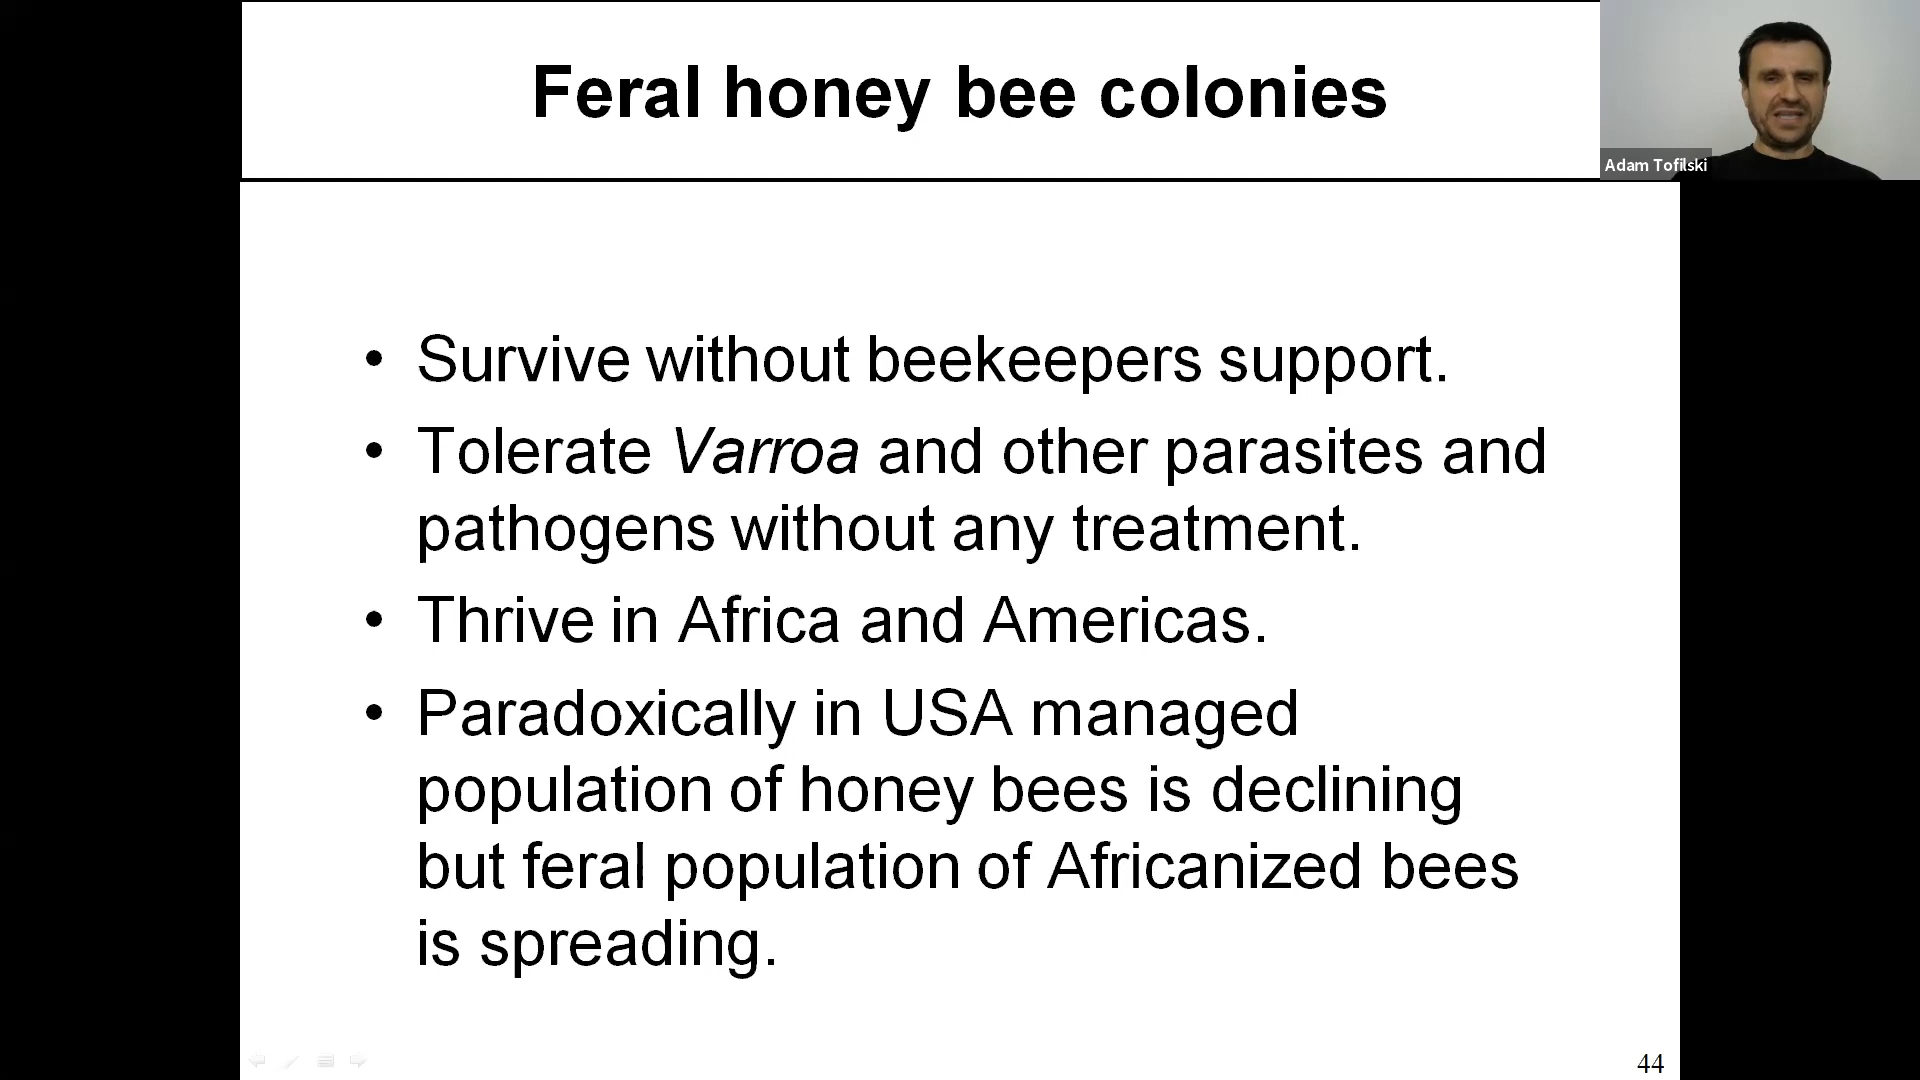 Feral honey bee colonies
Adam Tofilski
• Survive without beekeepers support.
• Tolerate Varroa and other parasites and
pathogens without any treatment.
• Thrive in Africa and Americas.
• Paradoxically in USA managed
population of honey bees is declining
but feral population of Africanized bees
is spreading.
44